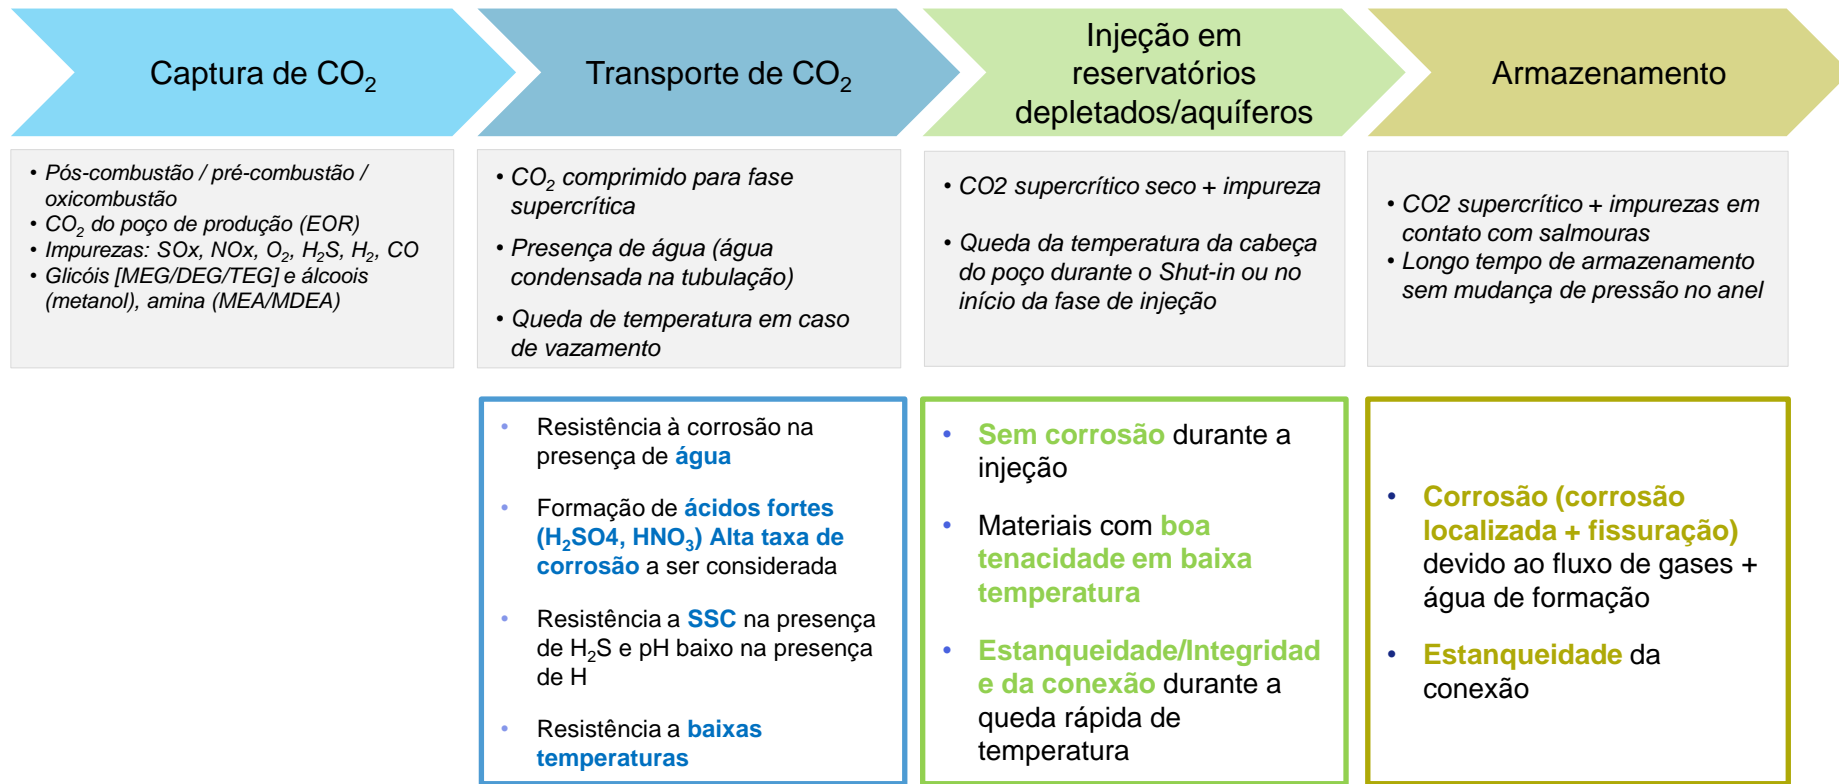 Captura de CO₂
Transporte de CO₂
Injeção em
reservatórios
depletados/aquíferos
Armazenamento
• Pós-combustão / pré-combustão /
oxicombustão
• CO₂ do poço de produção (EOR)
• Impurezas: SOx, NOx, O₂, H₂S, H₂, CO
• Glicóis [MEG/DEG/TEG] e álcoois
(metanol), amina (MEA/MDEA)
• CO₂ comprimido para fase
supercrítica
• Presença de água (água
condensada na tubulação)
• Queda de temperatura em caso
de vazamento
• CO2 supercrítico seco + impureza
• Queda da temperatura da cabeça
do poço durante o Shut-in ou no
início da fase de injeção
• CO2 supercrítico + impurezas em
contato com salmouras
• Longo tempo de armazenamento
sem mudança de pressão no anel
• Resistência à corrosão na
presença de água
• Formação de ácidos fortes
(H₂SO4, HNO₃) Alta taxa de
corrosão a ser considerada
• Resistência a SSC na presença
de H₂S e pH baixo na presença
de H
• Resistência a baixas
temperaturas
• Sem corrosão durante a
injeção
• Materiais com boa
tenacidade em baixa
temperatura
• Estanqueidade/Integridad
e da conexão durante a
queda rápida de
temperatura
• Corrosão (corrosão
localizada + fissuração)
devido ao fluxo de gases +
água de formação
• Estanqueidade da
conexão